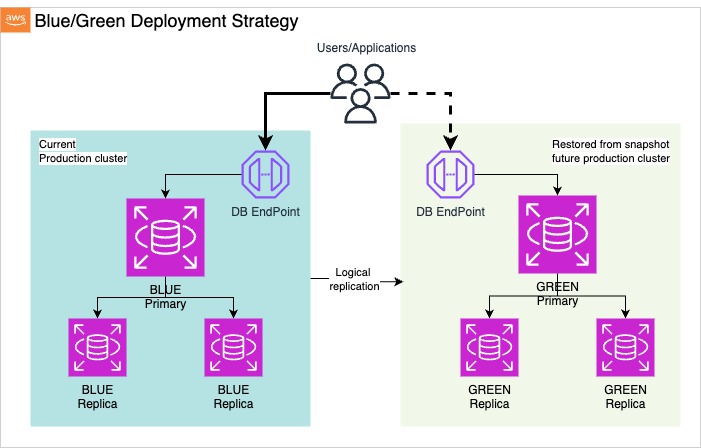 aws
Blue/Green Deployment Strategy
Users/Applications
Current
Production cluster
Restored from snapshot
future production cluster
DB EndPoint
DB EndPoint
BLUE
Primary
Logical
replication
GREEN
Primary
BLUE
Replica
BLUE
Replica
GREEN
Replica
GREEN
Replica